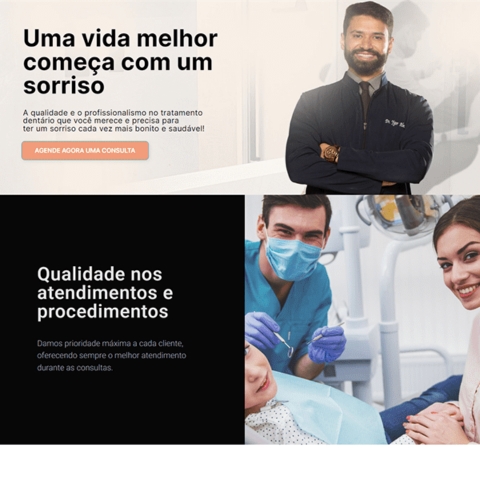 Uma vida melhor
começa com um
sorriso
A qualidade e o profissionalismo no tratamento
dentário que você merece e precisa para
ter um sorriso cada vez mais bonito e saudável!
AGENDE AGORA UMA CONSULTA
Qualidade nos
atendimentos e
procedimentos
Damos prioridade máxima a cada cliente,
oferecendo sempre o melhor atendimento
durante as consultas.